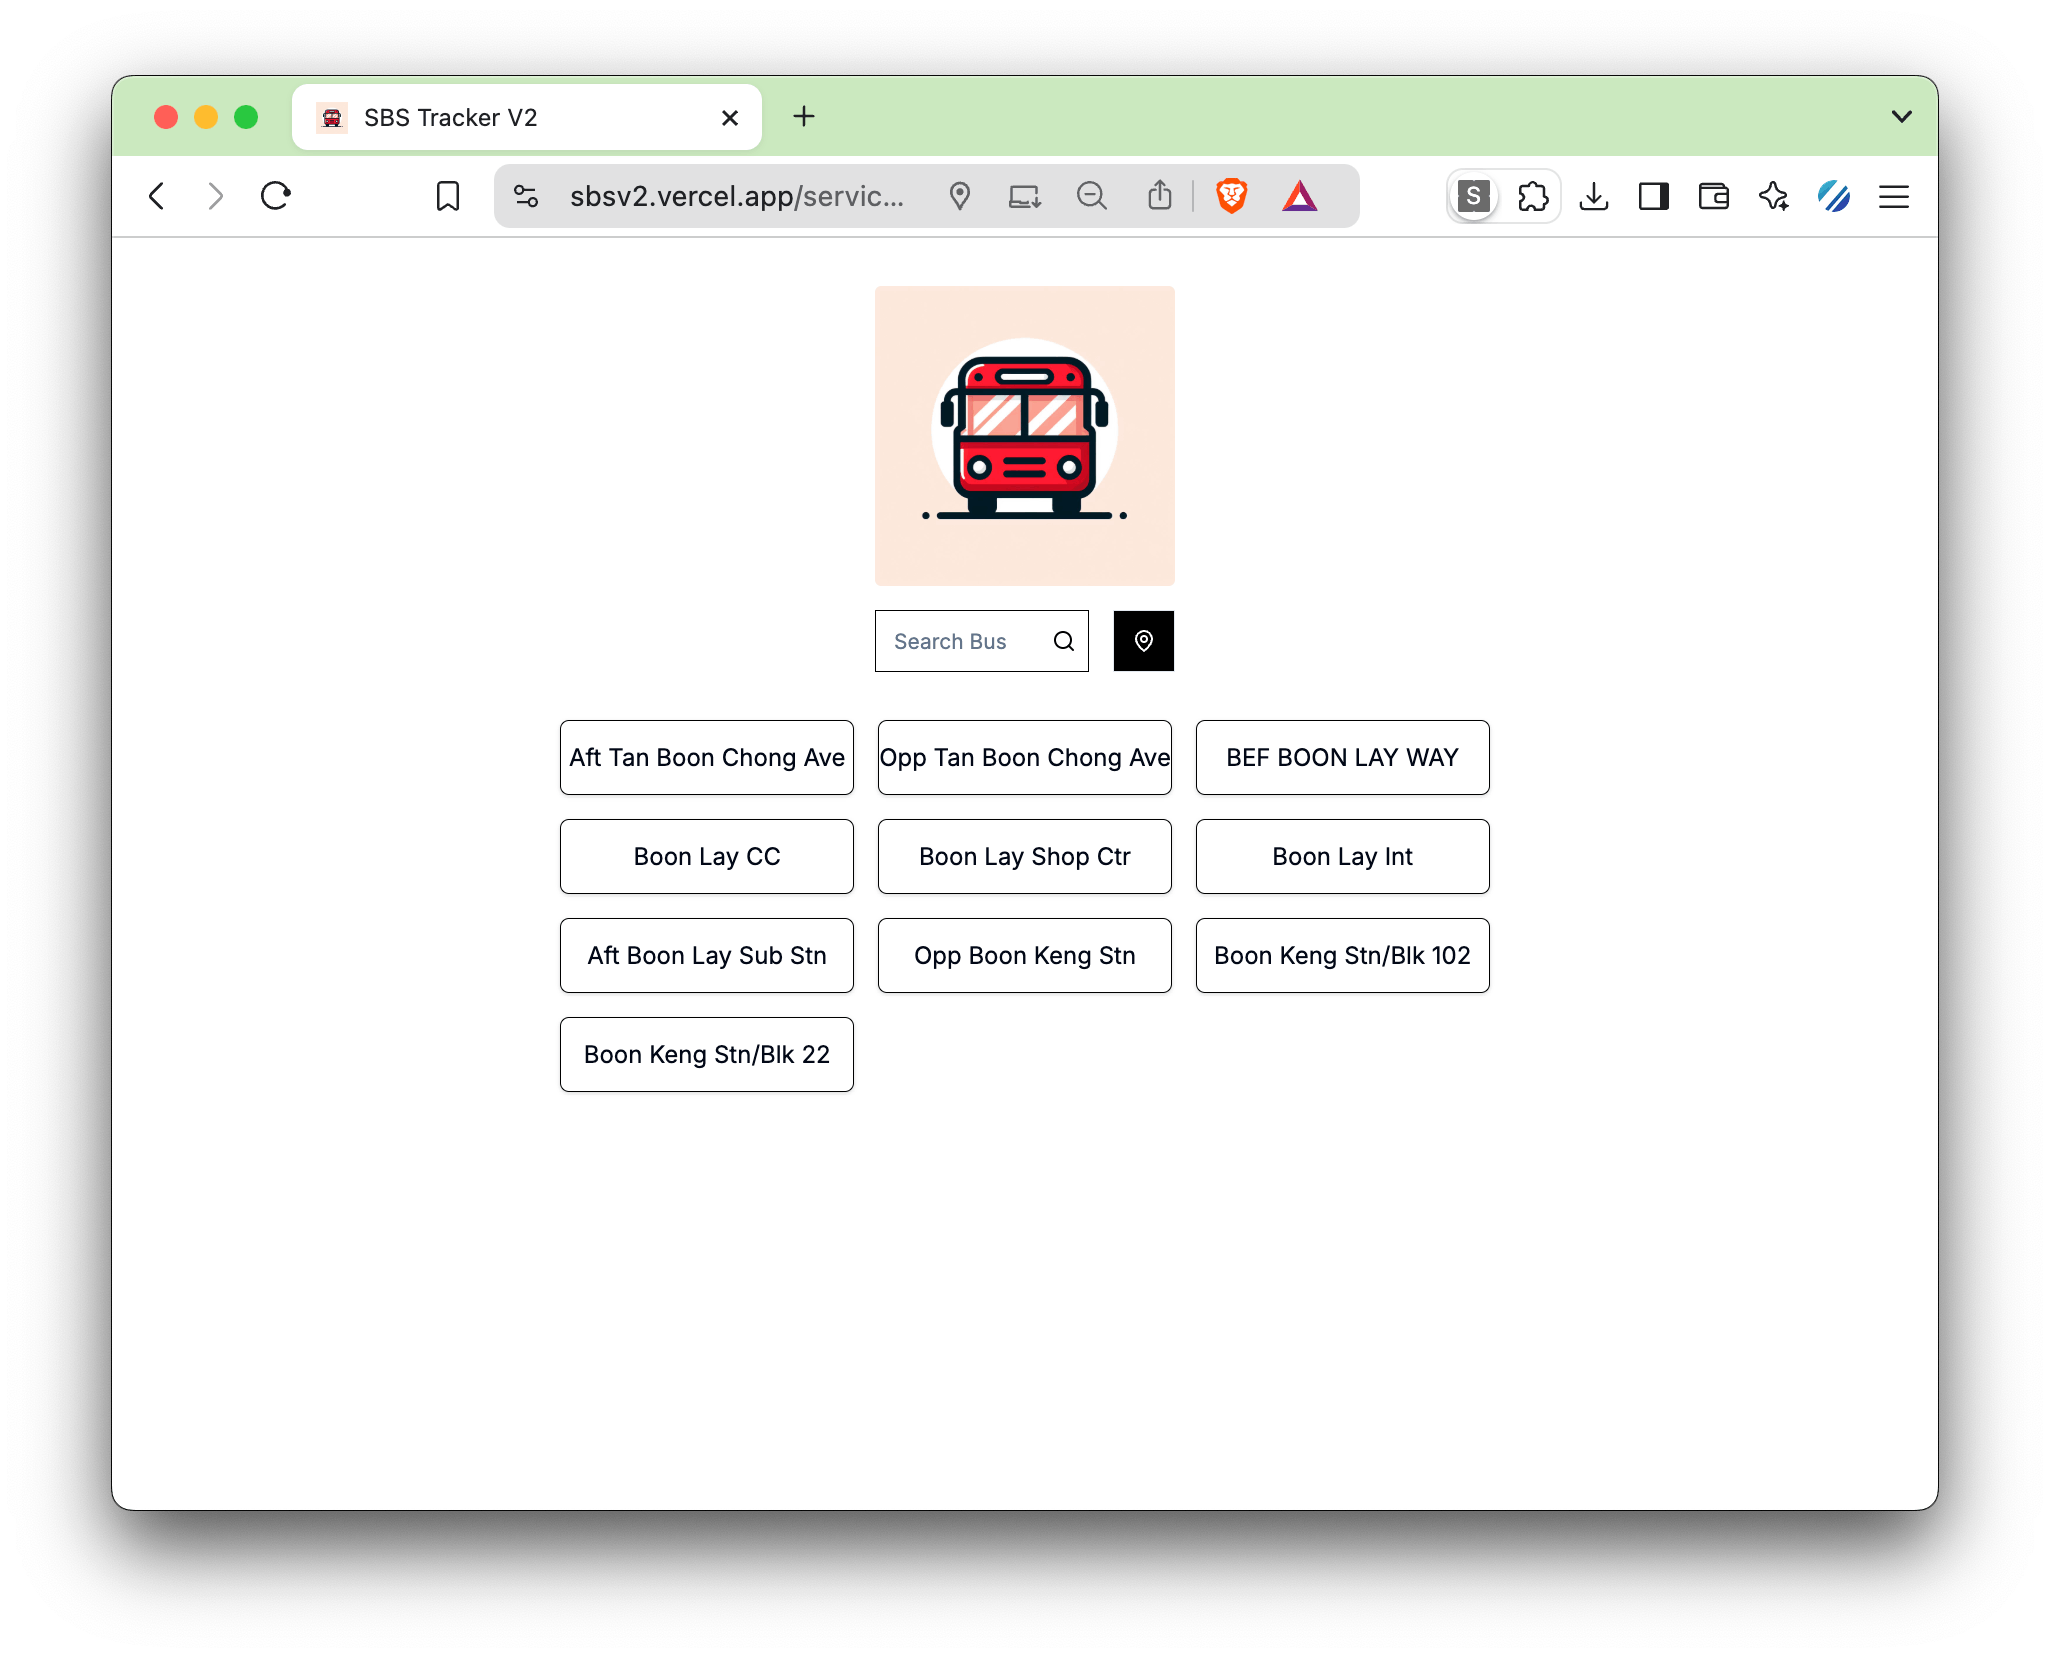 SBS Tracker V2
sbsv2.vercel.app/servic...
S
Search Bus
Aft Tan Boon Chong Ave
Opp Tan Boon Chong Ave
BEF BOON LAY WAY
Boon Lay CC
Boon Lay Shop Ctr
Boon Lay Int
Aft Boon Lay Sub Stn
Opp Boon Keng Stn
Boon Keng Stn/Blk 102
Boon Keng Stn/Blk 22